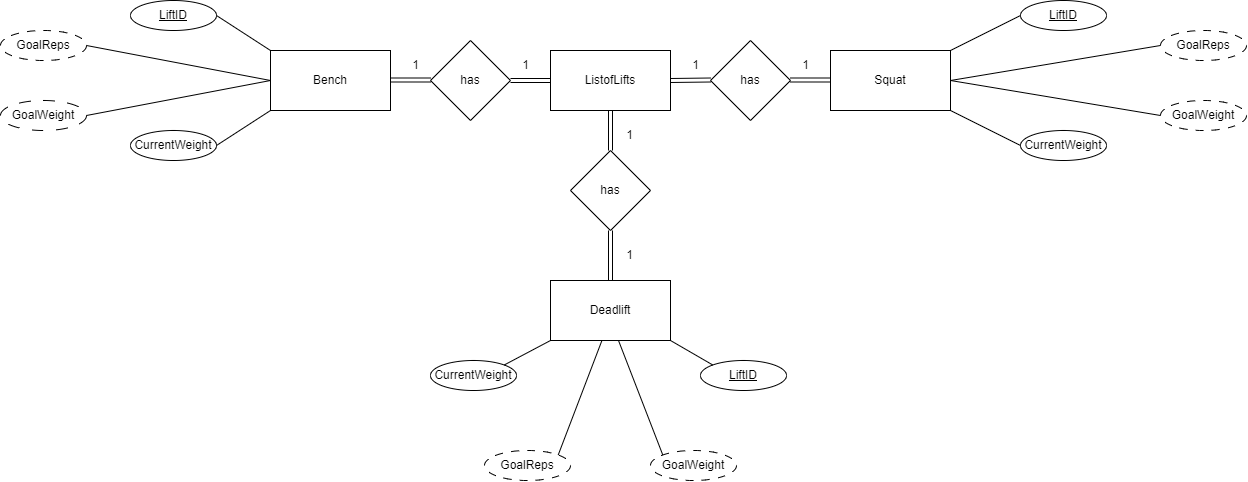 LiftID
LiftID
GoalReps
GoalReps
1
1
1
1
Bench
has
ListofLifts
has
Squat
GoalWeight
GoalWeight
1
CurrentWeight
CurrentWeight
has
1
Deadlift
CurrentWeight
LiftID
GoalReps
GoalWeight